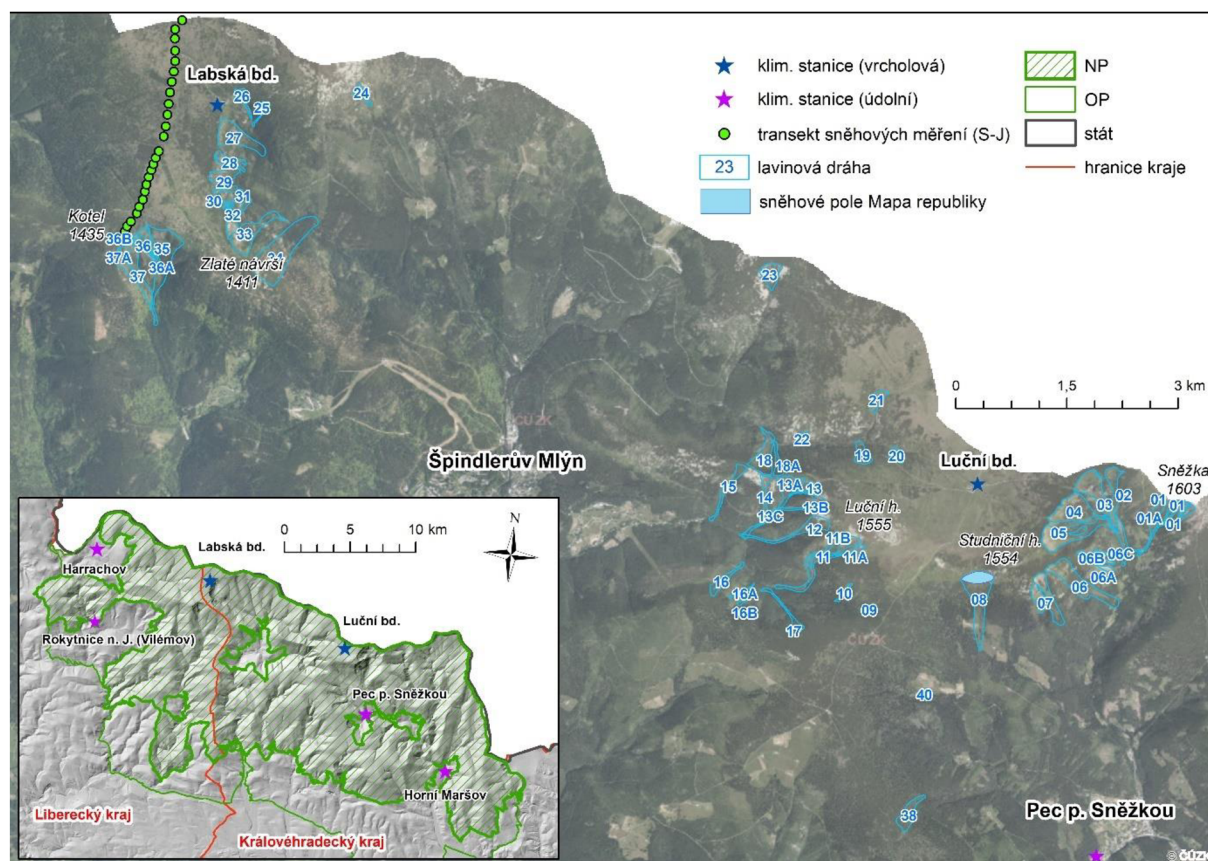 Labská bd.
26
25
24
27
28
29
30
31
32
33
34
Kotel
1435
36B
36
35
37A
36A
37
Zlaté návrší
1411
klim. stanice (vrcholová)
klim. stanice (údolní)
transekt sněhových měření (S-J)
23 lavinová dráha
sněhové pole Mapa republiky
NP
OP
stát
hranice kraje
23
0 1,5 3 km
21
22
19
20
18
18A
15
13A
13
14
13B
13C
12
Špindlerův Mlýn
ČÚZK
Luční bd.
Luční h.
1555
11B
11
11A
Sněžka
1603
01
01
01A
01
02
03
04
05
Studniční h.
1554
06B
06C
06A
06
07
08
16
16A
16B
17
10
09
ČÚZK
40
38
Pec p. Sněžkou
© ČÚZK
0 5 10 km
N
Labská bd.
Harrachov
Rokytnice n. J. (Vilémov)
Luční bd.
Pec p. Sněžkou
Horní Maršov
Liberecký kraj
Královéhradecký kraj